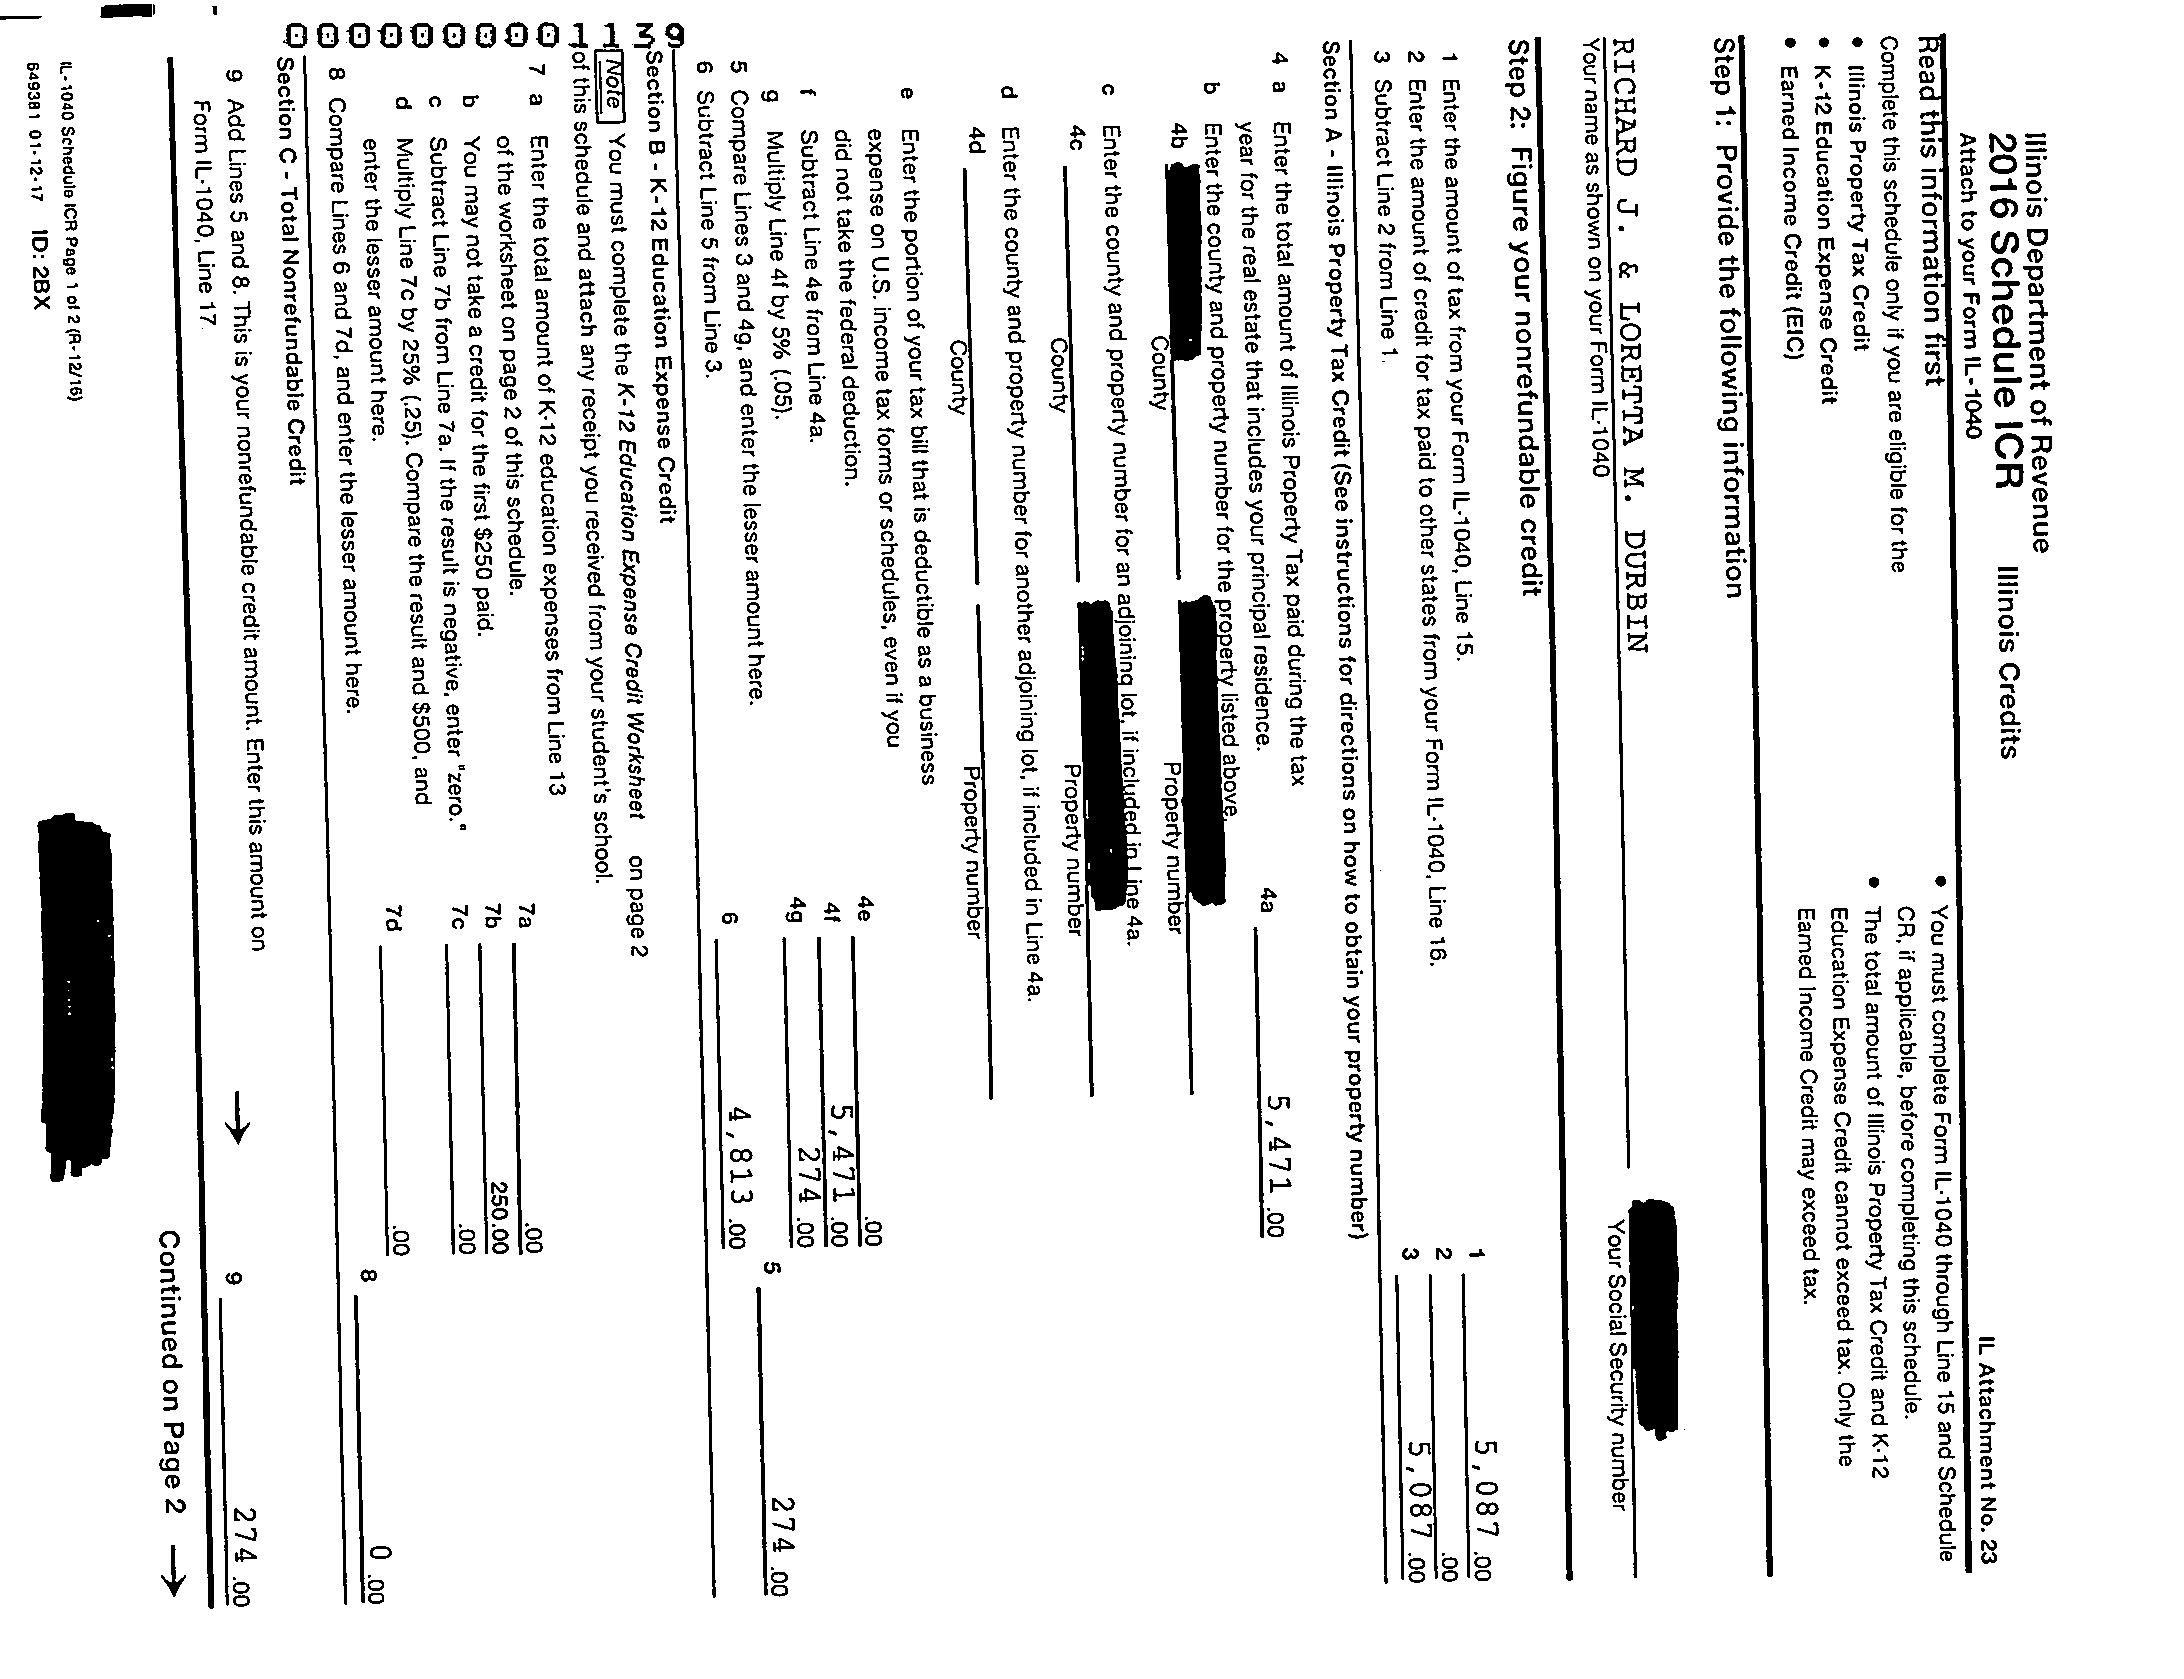 Illinois Department of Revenue
2016 Schedule ICR Illinois Credits
Attach to your Form IL-1040
IL Attachment No. 23
Read this information first
Complete this schedule only if you are eligible for the
• Illinois Property Tax Credit
• K-12 Education Expense Credit
• Earned Income Credit (EIC)
• You must complete Form IL-1040 through Line 15 and Schedule
CR, if applicable, before completing this schedule.
• The total amount of Illinois Property Tax Credit and K-12
Education Expense Credit cannot exceed tax. Only the
Earned Income Credit may exceed tax.
Step 1: Provide the following information
RICHARD J. & LORETTA M. DURBIN
Your name as shown on your Form IL-1040
Your Social Security number
Step 2: Figure your nonrefundable credit
1 Enter the amount of tax from your Form IL-1040, Line 15. 1 5,087 .00
2 Enter the amount of credit for tax paid to other states from your Form IL-1040, Line 16. 2 .00
3 Subtract Line 2 from Line 1. 3 5,087 .00
Section A - Illinois Property Tax Credit (See instructions for directions on how to obtain your property number)
4 a Enter the total amount of Illinois Property Tax paid during the tax
year for the real estate that includes your principal residence. 4a 5,471 .00
b Enter the county and property number for the property listed above.
4b
County Property number
c Enter the county and property number for an adjoining lot, if included in Line 4a.
4c
County Property number
d Enter the county and property number for another adjoining lot, if included in Line 4a.
4d
County Property number
e Enter the portion of your tax bill that is deductible as a business
expense on U.S. income tax forms or schedules, even if you
did not take the federal deduction. 4e .00
f Subtract Line 4e from Line 4a. 4f 5,471 .00
g Multiply Line 4f by 5% (.05). 4g 274 .00
5 Compare Lines 3 and 4g, and enter the lesser amount here. 5 274 .00
6 Subtract Line 5 from Line 3. 6 4,813 .00
Section B - K-12 Education Expense Credit
Note You must complete the K-12 Education Expense Credit Worksheet on page 2
of this schedule and attach any receipt you received from your student's school.
7 a Enter the total amount of K-12 education expenses from Line 13
of the worksheet on page 2 of this schedule. 7a .00
b You may not take a credit for the first $250 paid. 7b 250.00
c Subtract Line 7b from Line 7a. If the result is negative, enter "zero." 7c .00
d Multiply Line 7c by 25% (.25). Compare the result and $500, and
enter the lesser amount here. 7d .00
8 Compare Lines 6 and 7d, and enter the lesser amount here. 8 0 .00
Section C - Total Nonrefundable Credit
9 Add Lines 5 and 8. This is your nonrefundable credit amount. Enter this amount on
Form IL-1040, Line 17. 9 274 .00
Continued on Page 2
IL-1040 Schedule ICR Page 1 of 2 (R-12/16)
649381 01-12-17 ID: 2BX
0000000001139